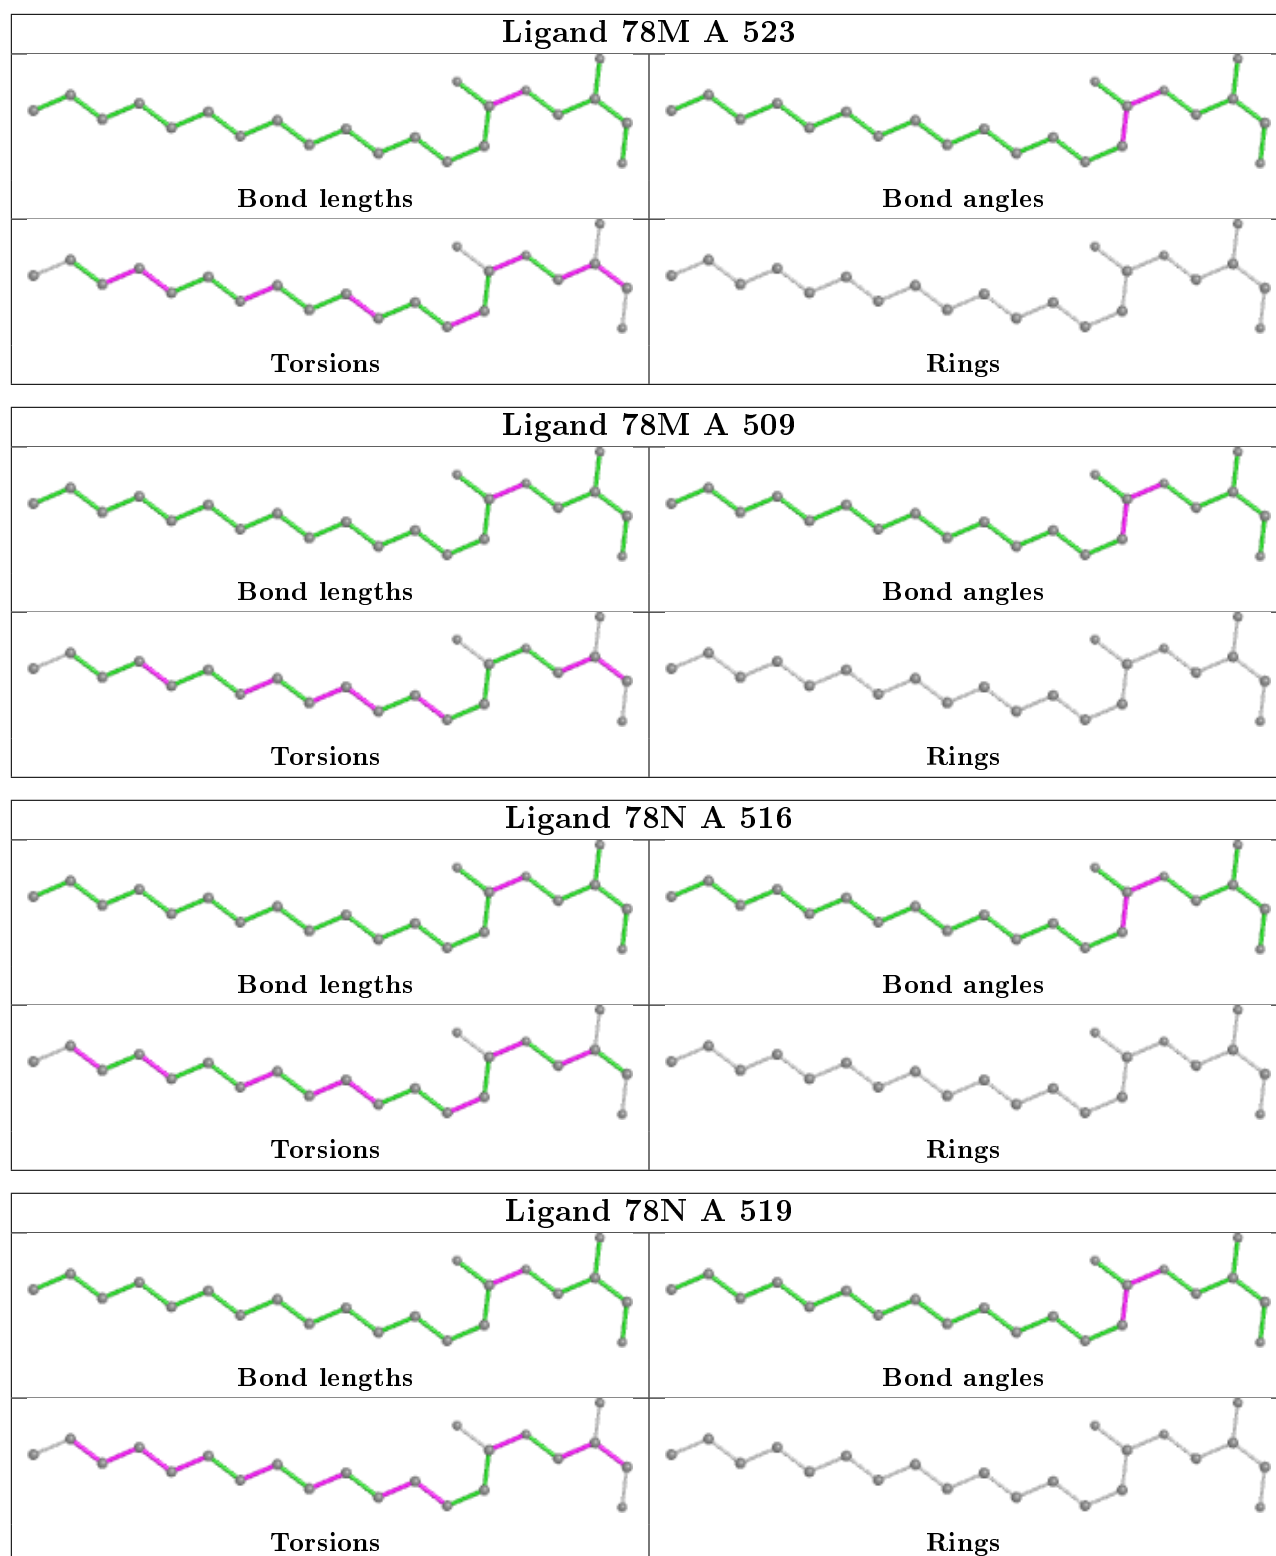 Ligand 78M A 523
Bond lengths
Bond angles
Torsions
Rings
Ligand 78M A 509
Bond lengths
Bond angles
Torsions
Rings
Ligand 78N A 516
Bond lengths
Bond angles
Torsions
Rings
Ligand 78N A 519
Bond lengths
Bond angles
Torsions
Rings